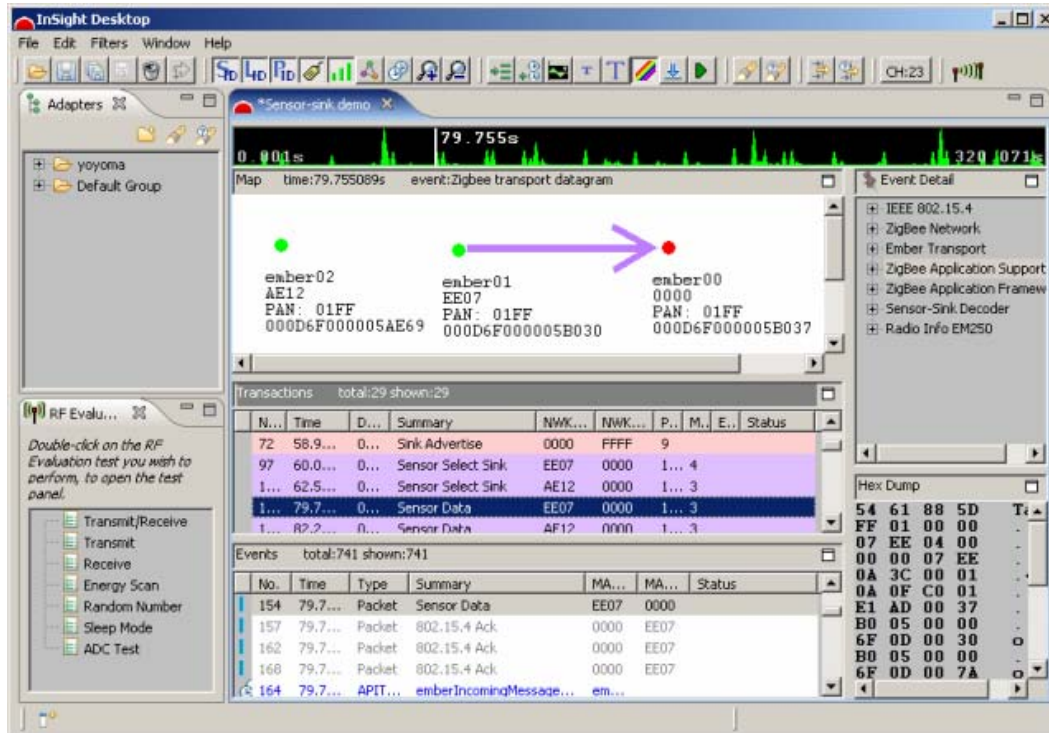 InSight Desktop
File Edit Filters Window Help
CH:23
Adapters
yoyoma
Default Group
*Sensor-sink demo
79.755s
0.001s
320.071s
Map time:79.755089s event:Zigbee transport datagram
ember02
AE12
PAN: 01FF
000D6F000005AE69
ember01
EE07
PAN: 01FF
000D6F000005B030
ember00
0000
PAN: 01FF
000D6F000005B037
Event Detail
IEEE 802.15.4
ZigBee Network
Ember Transport
ZigBee Application Support
ZigBee Application Framew
Sensor-Sink Decoder
Radio Info EM250
RF Evalu...
Double-click on the RF
Evaluation test you wish to
perform, to open the test
panel.
Transmit/Receive
Transmit
Receive
Energy Scan
Random Number
Sleep Mode
ADC Test
Transactions total:29 shown:29
N... Time D... Summary NWK... NWK... P... M... E... Status
72 58.9... 0... Sink Advertise 0000 FFFF 9
97 60.0... 0... Sensor Select Sink EE07 0000 1... 4
1... 62.5... 0... Sensor Select Sink AE12 0000 1... 3
1... 79.7... 0... Sensor Data EE07 0000 1... 3
1... 82.2... 0... Sensor Data AE12 0000 1... 3
Events total:741 shown:741
No. Time Type Summary MA... MA... Status
154 79.7... Packet Sensor Data EE07 0000
157 79.7... Packet 802.15.4 Ack 0000 EE07
162 79.7... Packet 802.15.4 Ack 0000 EE07
168 79.7... Packet 802.15.4 Ack 0000 EE07
164 79.7... APIT... emberIncomingMessage... em...
Hex Dump
54 61 88 5D
FF 01 00 00
07 EE 04 00
00 00 07 EE
0A 3C 00 01
0A 0F C0 01
E1 AD 00 37
B0 05 00 00
6F 0D 00 30 o
B0 05 00 00
6F 0D 00 7A o